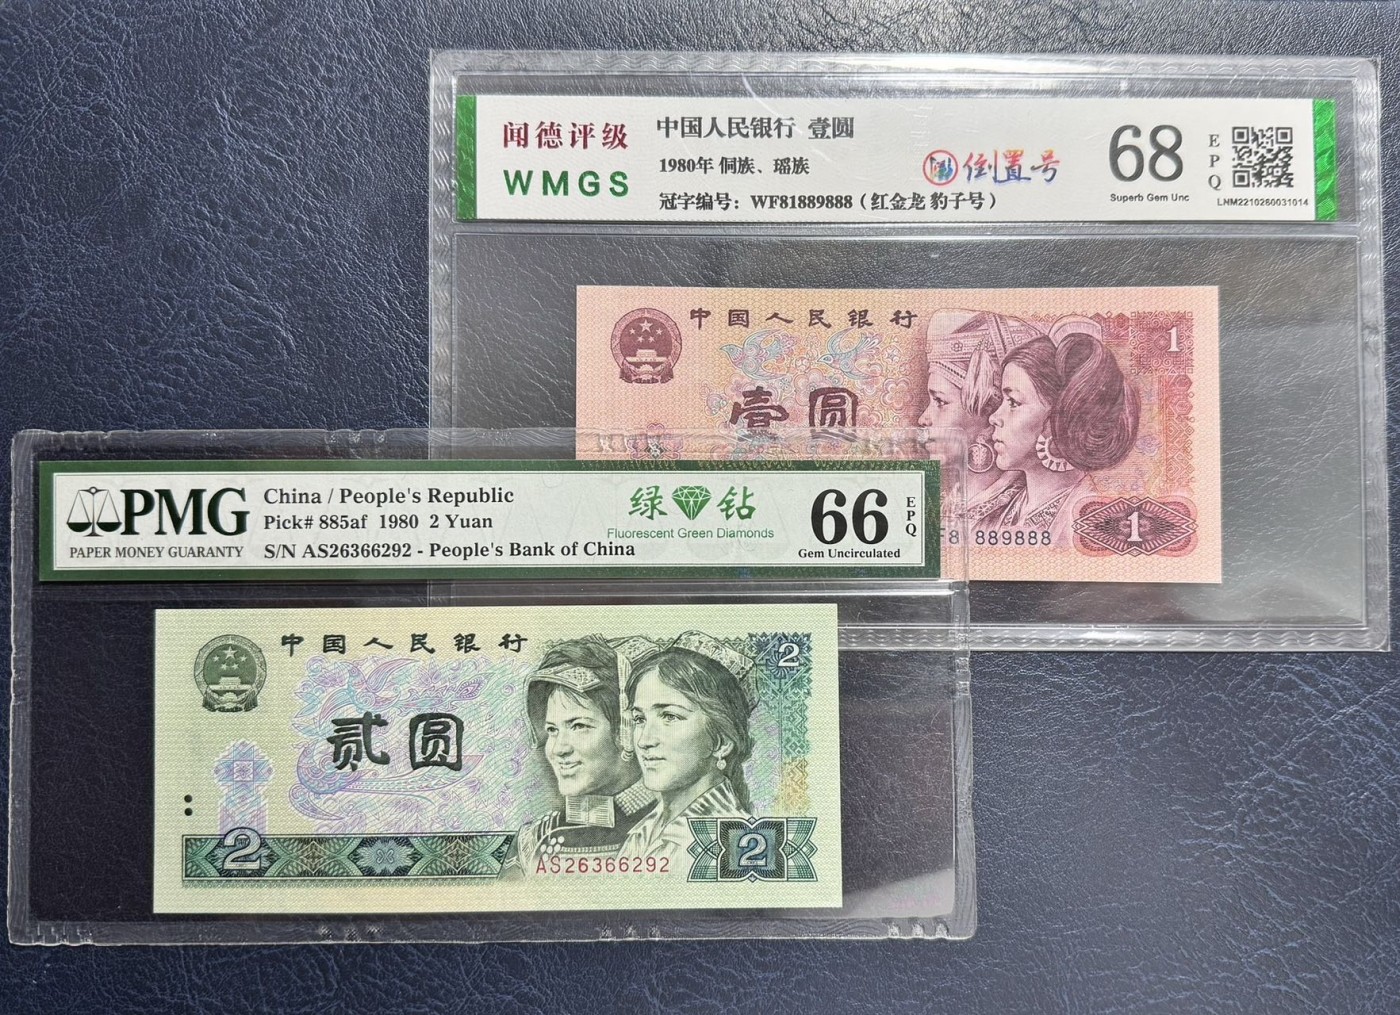 闻德评级
WMGS
中国人民银行 壹圆
1980年 侗族、瑶族
冠字编号：WF81889888（红金龙 豹子号）
倒置号
68
Superb Gem Unc
EPQ
LNM2210260031014
中国人民银行
壹圆
1
889888
1
PMG
PAPER MONEY GUARANTY
China / People's Republic
Pick# 885af 1980 2 Yuan
S/N AS26366292 - People's Bank of China
绿钻
Fluorescent Green Diamonds
66
Gem Uncirculated
EPQ
中国人民银行
贰圆
2
2
AS26366292
2